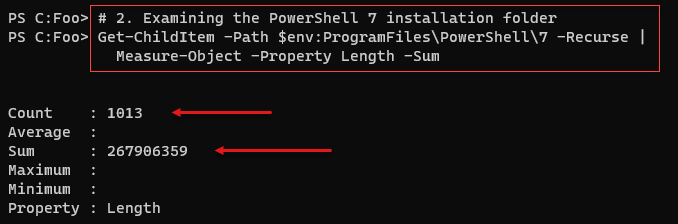 PS C:Foo> # 2. Examining the PowerShell 7 installation folder
PS C:Foo> Get-ChildItem -Path $env:ProgramFiles\PowerShell\7 -Recurse |
Measure-Object -Property Length -Sum
Count : 1013
Average :
Sum : 267906359
Maximum :
Minimum :
Property : Length